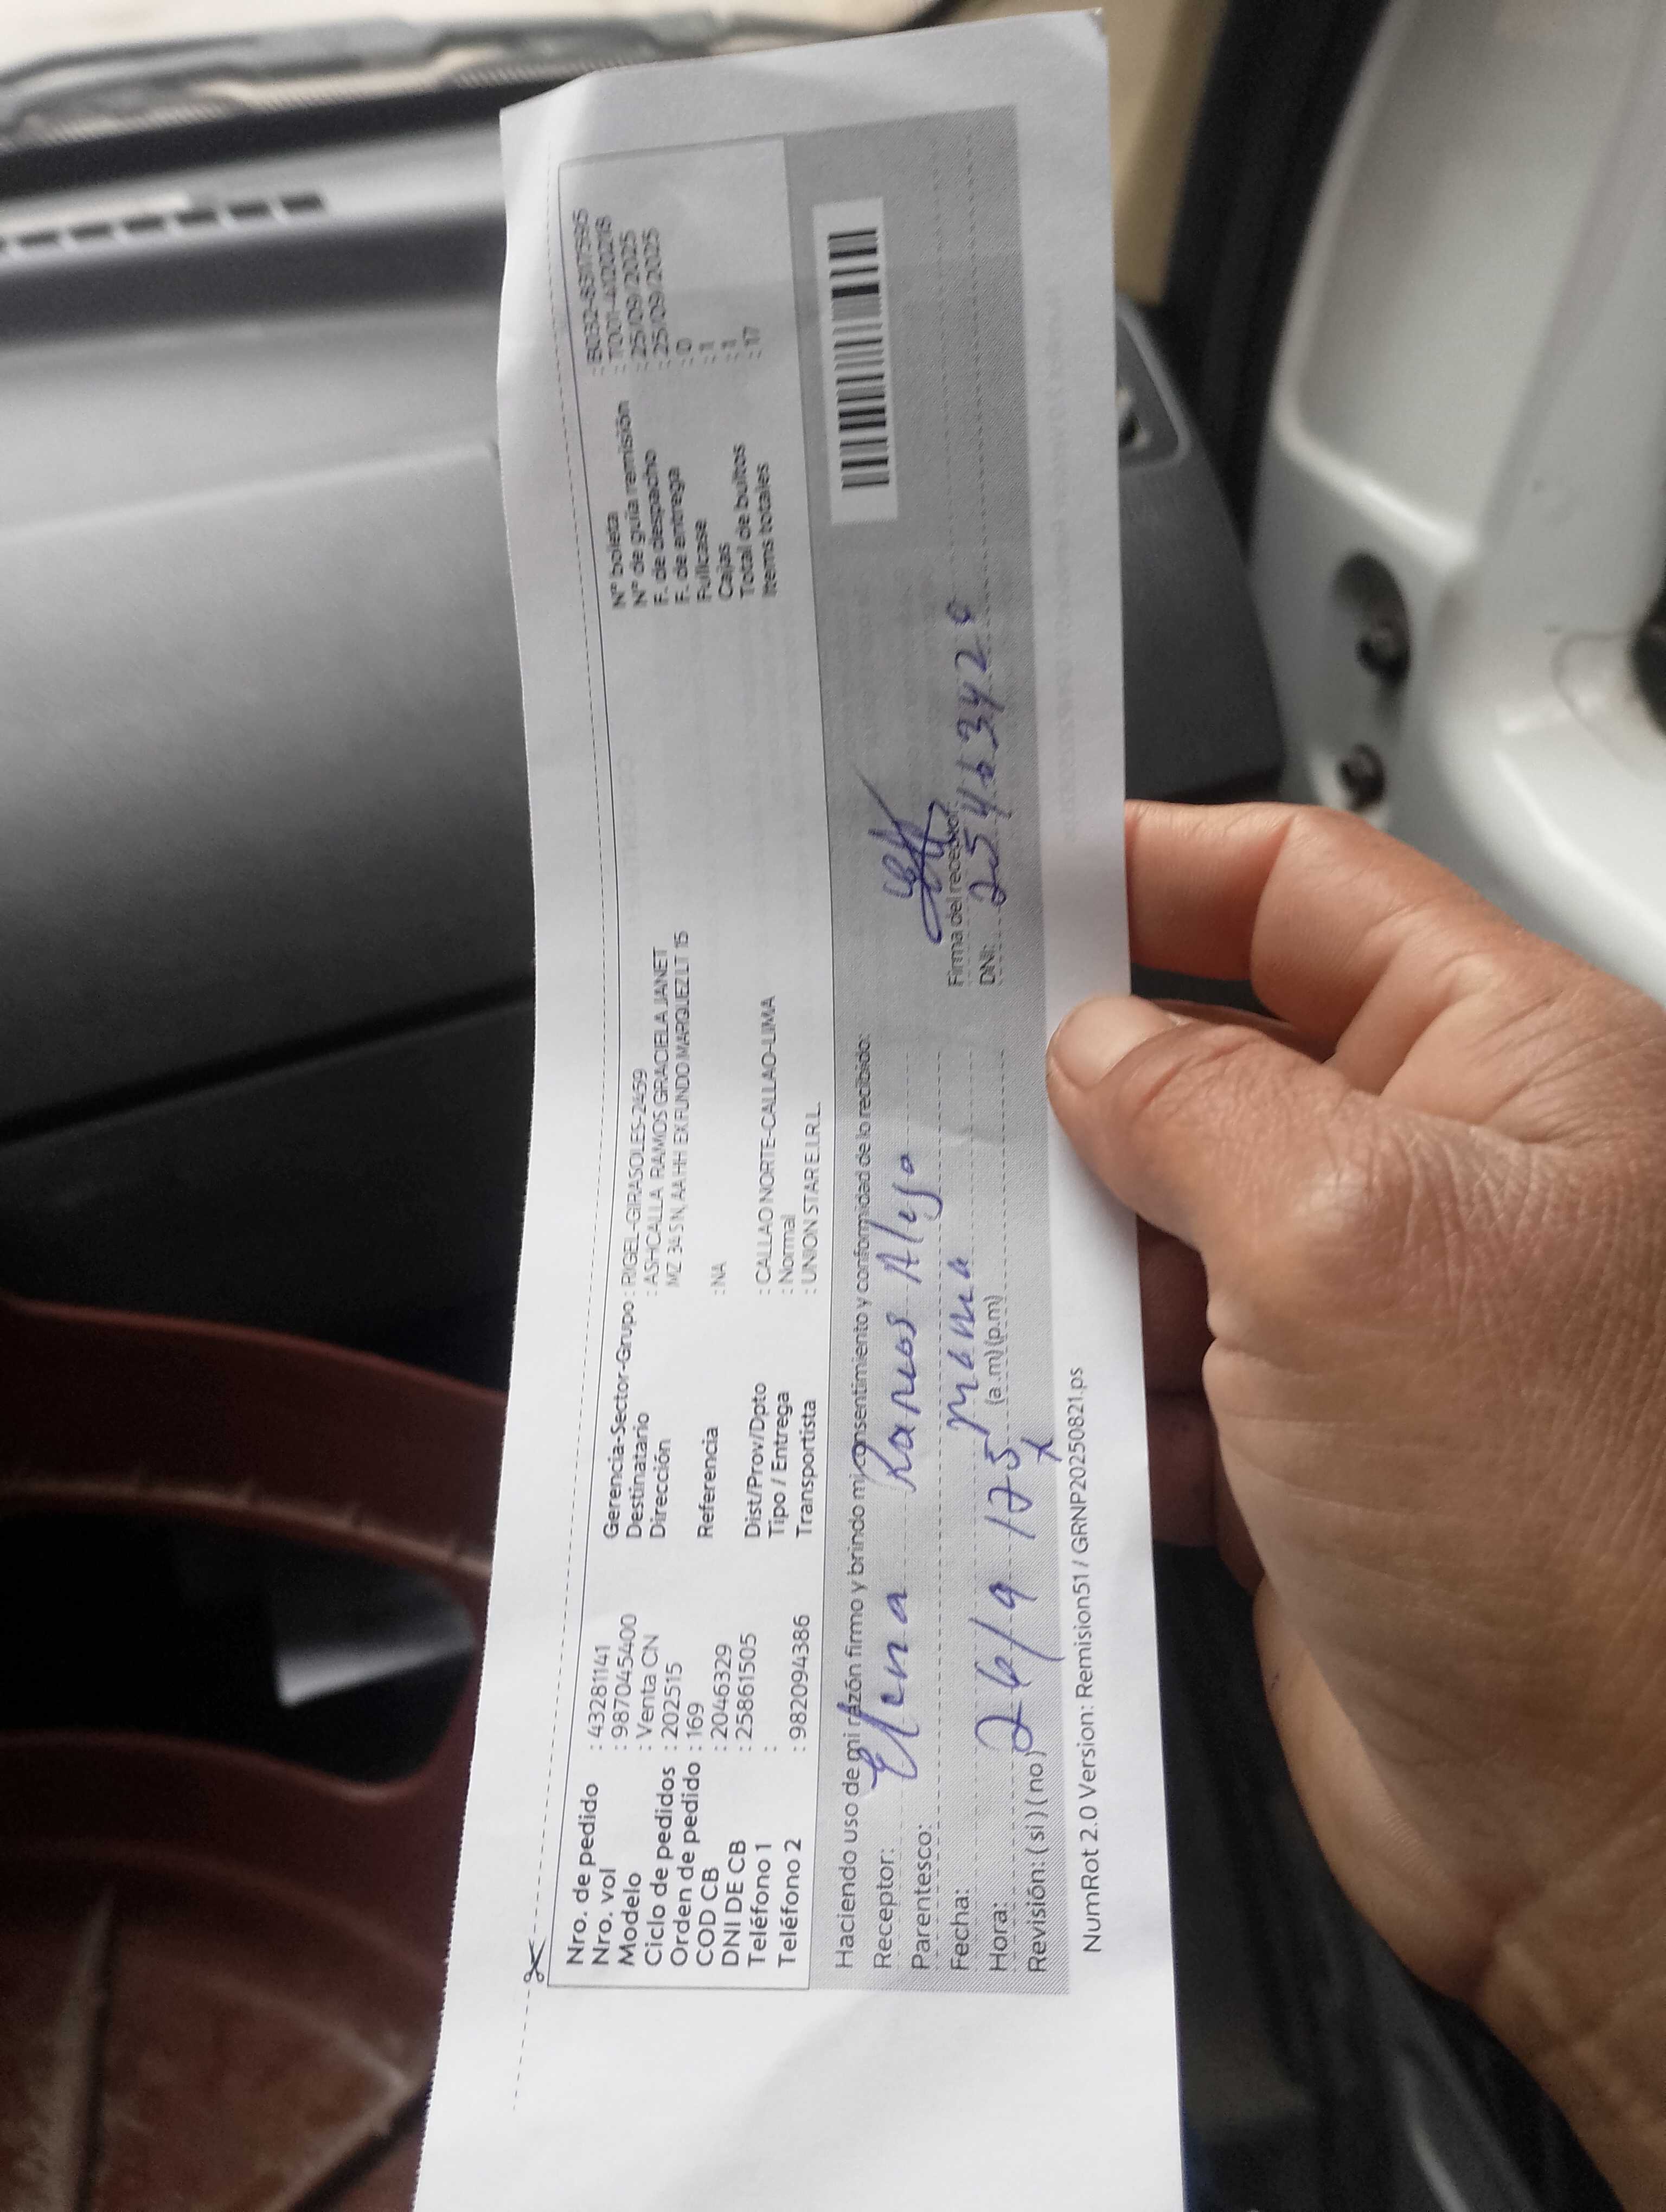 Nro. de pedido : 43281141
Nro. vol : 987045400
Modelo : Venta CN
Ciclo de pedidos : 202515
Orden de pedido : 169
COD CB : 2046329
DNI DE CB : 25861505
Teléfono 1 :
Teléfono 2 : 982094386
Gerencia-Sector-Grupo : RIGEL-GIRASOLES-2459
Destinatario : ASHCALLA RAMOS GRACIELA JANET
Dirección MZ 34 S N, AA HH EX FUNDO MARQUEZ LT 15
Referencia : NA
Dist/Prov/Dpto : CALLAO NORTE-CALLAO-LIMA
Tipo / Entrega : Normal
Transportista : UNION STAR E.I.R.L.
N° boleta
N° de guía remisión
F. de despacho : 25/09/2025
F. de entrega : 25/09/2025
Fullcase : 0
Cajas : 1
Total de bultos : 1
Items totales : 17
Haciendo uso de mi razón firmo y brindo mi consentimiento y conformidad de lo recibido:
Receptor: Elena Ramos
Parentesco: mama
Fecha: 26/9
Hora: (a.m) (p.m)
Revisión: ( si ) ( no )
Firma del receptor:
DNI: 25463420
NumRot 2.0 Version: Remision51 / GRNP20250821.ps